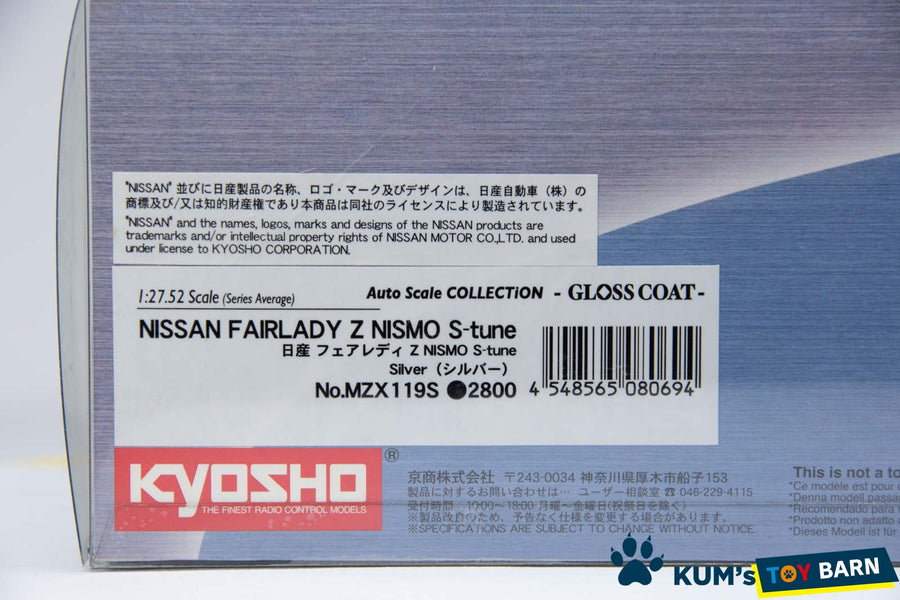 "NISSAN" 並びに日産製品の名称、ロゴ・マーク及びデザインは、日産自動車（株）の
商標及び/又は知的財産権であり本商品は同社のライセンスにより製造されています。
"NISSAN" and the names, logos, marks and designs of the NISSAN products are
trademarks and/or intellectual property rights of NISSAN MOTOR CO.,LTD. and used
under license to KYOSHO CORPORATION.
1:27.52 Scale (Series Average)
Auto Scale COLLECTiON - GLOSS COAT -
NISSAN FAIRLADY Z NISMO S-tune
日産 フェアレディ Z NISMO S-tune
Silver（シルバー）
No.MZX119S ●2800
4 548565 080694
KYOSHO ®
THE FINEST RADIO CONTROL MODELS
京商株式会社 〒243-0034 神奈川県厚木市船子153
製品に対するお問い合わせは… ユーザー相談室 ☎ 046-229-4115
受付時間 10:00〜18:00 月曜〜金曜日(祝祭日を除く)
※製品改良のため、予告なく仕様を変更する場合があります。
※SPECIFICATIONS ARE SUBJECT TO CHANGE WITHOUT NOTICE.
This is not a to
*Ce modèle est pour
*Denna modell passar
*Recomendado para
*Prodotto non adatto
*Dieses Modell ist für
KUM's TOY BARN